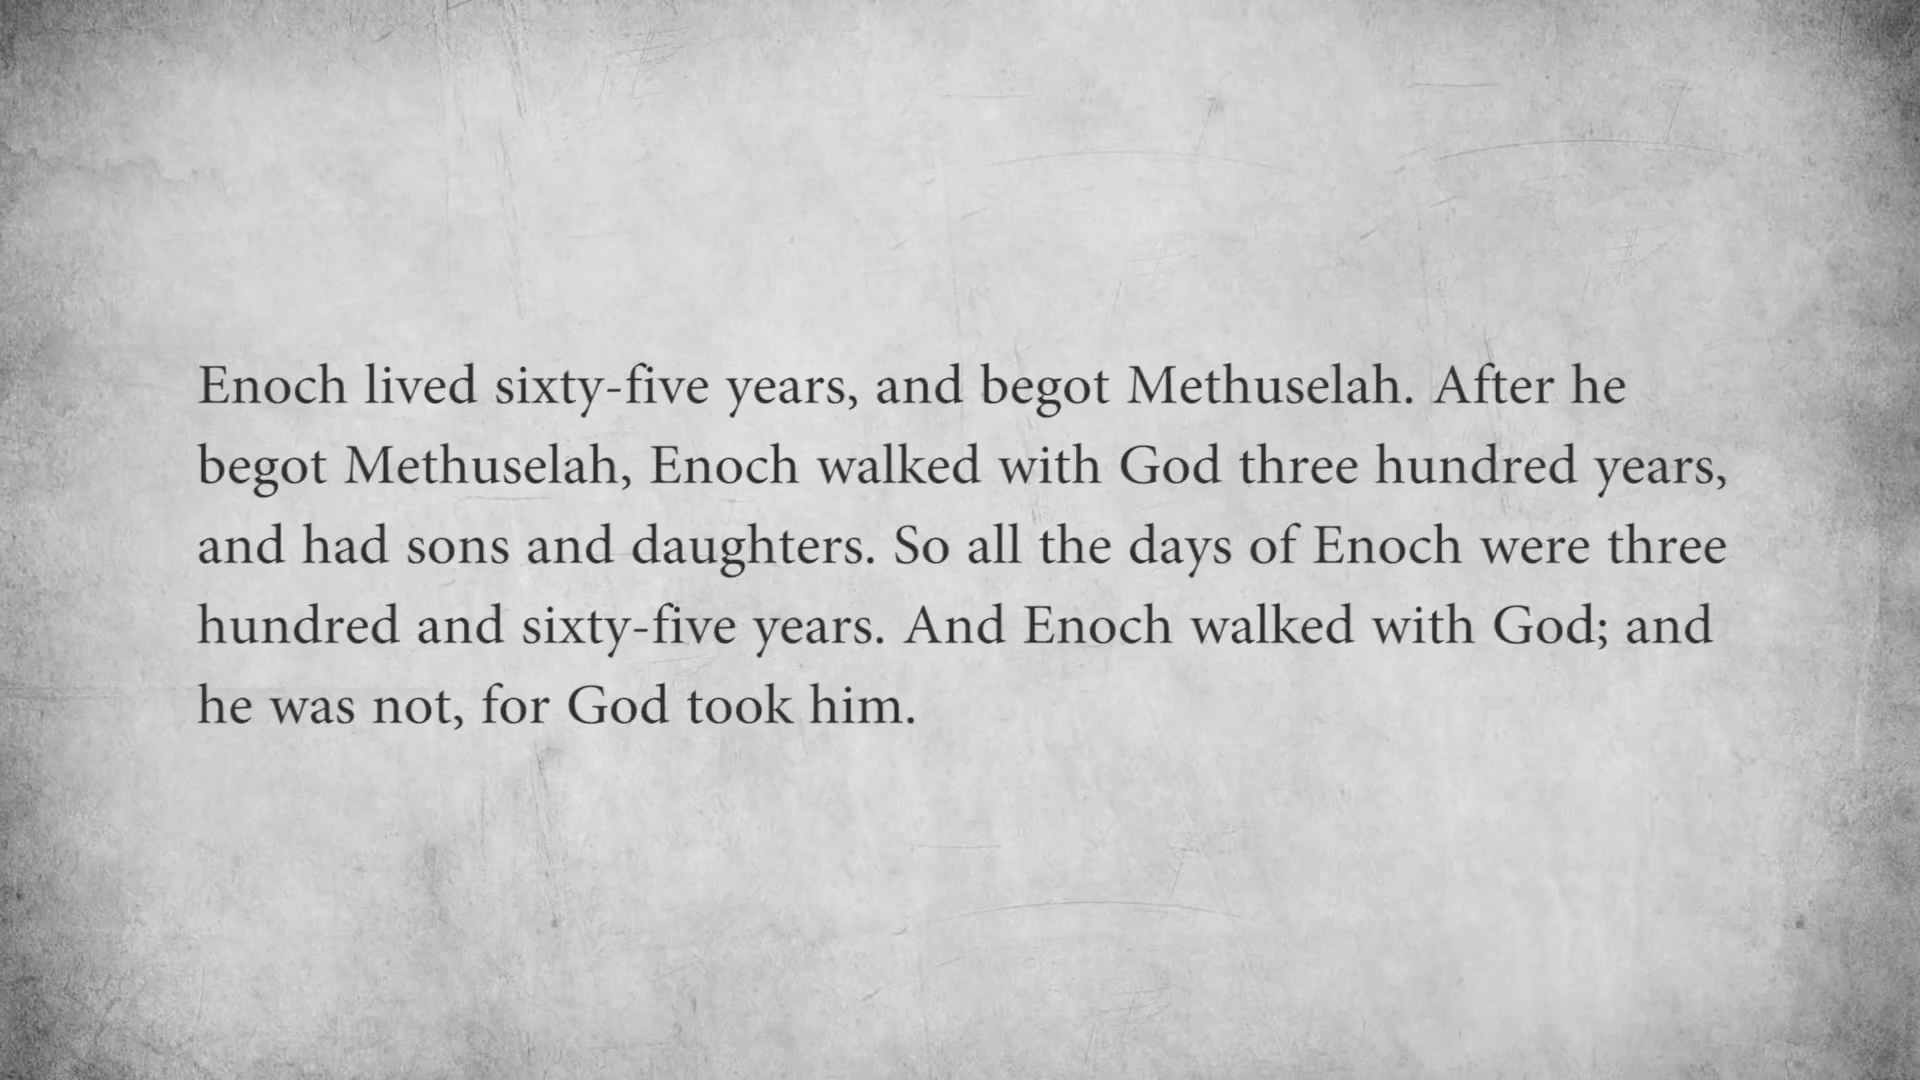 Enoch lived sixty-five years, and begot Methuselah. After he
begot Methuselah, Enoch walked with God three hundred years,
and had sons and daughters. So all the days of Enoch were three
hundred and sixty-five years. And Enoch walked with God; and
he was not, for God took him.